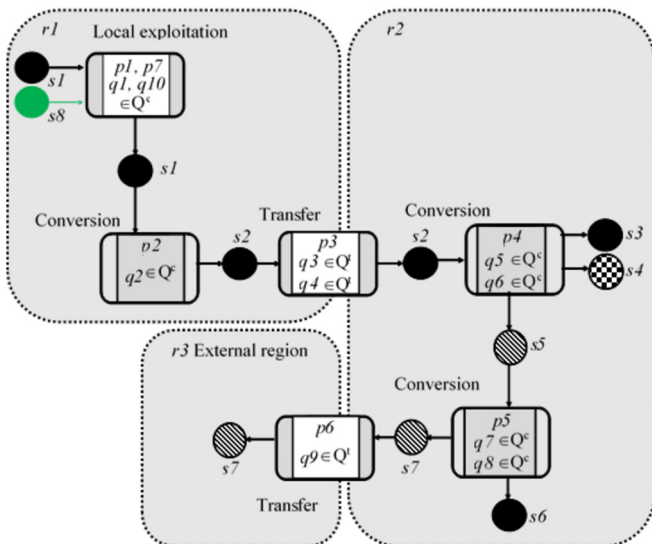 r1
r2
Local exploitation
s1
p1, p7
q1, q10
∈Qᶜ
s8
s1
Conversion
Transfer
Conversion
p2
q2∈Qᶜ
s2
p3
q3∈Qᵗ
q4∈Qᵗ
s2
p4
q5∈Qᶜ
q6∈Qᶜ
s3
s4
s5
r3 External region
Conversion
p6
q9∈Qᵗ
p5
q7∈Qᶜ
q8∈Qᶜ
s7
s7
Transfer
s6